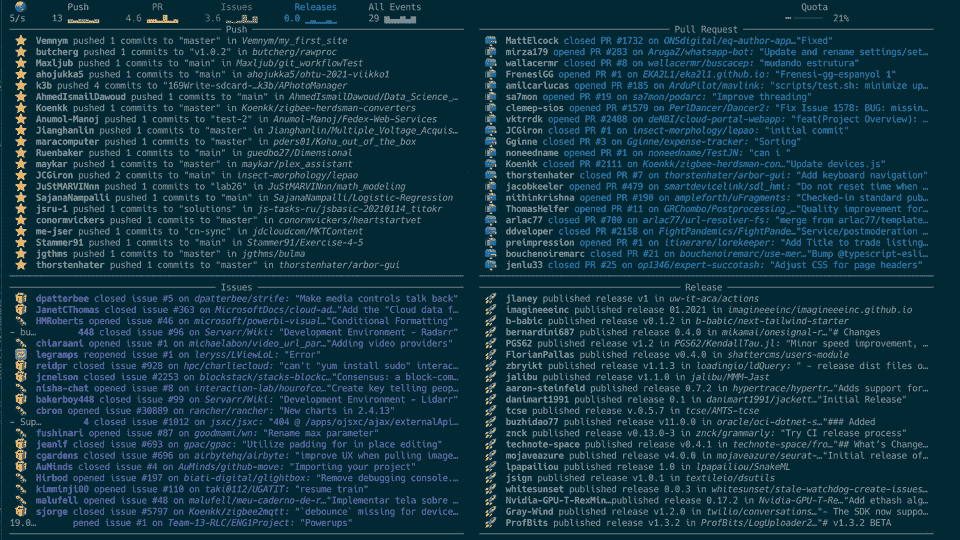 Push PR Issues Releases All Events Quota
5/s 13 4.6 3.6 0.0 29 21%
Push
Vemnym pushed 1 commits to "master" in Vemnym/my_first_site
butcherg pushed 1 commits to "v1.0.2" in butcherg/rawproc
Maxljub pushed 1 commits to "main" in Maxljub/git_workflowTest
ahojukka5 pushed 1 commits to "main" in ahojukka5/ohtu-2021-viikko1
k3b pushed 4 commits to "169Write-sdcard-…k3b/APhotoManager
AhmedIsmailDawoud pushed 1 commits to "main" in AhmedIsmailDawoud/Data_Science_…
Koenkk pushed 1 commits to "master" in Koenkk/zigbee-herdsman-converters
Anumol-Manoj pushed 1 commits to "test-2" in Anumol-Manoj/Fedex-Web-Services
Jianghanlin pushed 1 commits to "master" in Jianghanlin/Multiple_Voltage_Acquis…
maracomputer pushed 1 commits to "master" in pders01/Koha_out_of_the_box
Ruenbaker pushed 1 commits to "main" in guedbo27/Dimensional
maykar pushed 1 commits to "master" in maykar/plex_assistant
JCGiron pushed 2 commits to "main" in insect-morphology/lepao
JuStMARVINnn pushed 1 commits to "lab26" in JuStMARVINnn/math_modeling
SajanaNampalli pushed 1 commits to "main" in SajanaNampalli/Logistic-Regression
jsru-1 pushed 1 commits to "solutions" in js-tasks-ru/jsbasic-20210114_titokr
conormvickers pushed 1 commits to "master" in conormvickers/heartstartvet
me-jser pushed 1 commits to "cn-sync" in jdcloudcom/MKTContent
Stammer91 pushed 1 commits to "main" in Stammer91/Exercise-4-5
jgthms pushed 1 commits to "master" in jgthms/bulma
thorstenhater pushed 1 commits to "master" in thorstenhater/arbor-gui
Pull Request
MattElcock closed PR #1732 on ONSdigital/eq-author-app…"Fixed"
mirza179 opened PR #283 on ArugaZ/whatsapp-bot: "Update and rename settings/set…
wallacermr closed PR #8 on wallacermr/buscacep: "mudando estrutura"
FrenesiGG opened PR #1 on EKA2L1/eka2l1.github.io: "Frenesi-gg-espanyol 1"
amilcarlucas opened PR #185 on ArduPilot/mavlink: "scripts/test.sh: minimize up…
sa7mon opened PR #19 on sa7mon/podarc: "Improve threading"
clemep-sios opened PR #1579 on PerlDancer/Dancer2: "Fix Issue 1578: BUG: missin…
vktrrdk opened PR #2488 on deNBI/cloud-portal-webapp: "feat(Project Overview): …
JCGiron closed PR #1 on insect-morphology/lepao: "initial commit"
Gginne closed PR #3 on Gginne/expense-tracker: "Sorting"
noneedname opened PR #1 on noneedname/TestJN: "can i "
Koenkk closed PR #2111 on Koenkk/zigbee-herdsman-con…"Update devices.js"
thorstenhater closed PR #7 on thorstenhater/arbor-gui: "Add keyboard navigation"
jacobkeeler opened PR #479 on smartdevicelink/sdl_hmi: "Do not reset time when …
nithinkrishna opened PR #190 on ampleforth/uFragments: "Checked-in standard pub…
ThomasHelfer opened PR #11 on GRChombo/Postprocessing_…"Quality improvement for…
arlac77 closed PR #700 on arlac77/url-resolver-fs: "merge from arlac77/template…
ddveloper closed PR #2158 on FightPandemics/FightPande…"Service/postmoderation …
preimpression opened PR #1 on itinerare/lorekeeper: "Add Title to trade listing…
bouchenoiremarc closed PR #21 on bouchenoiremarc/use-mer…"Bump @typescript-esli…
jenlu33 closed PR #25 on op1346/expert-succotash: "Adjust CSS for page headers"
Issues
dpatterbee closed issue #5 on dpatterbee/strife: "Make media controls talk back"
JanetCThomas closed issue #363 on MicrosoftDocs/cloud-ad…"Add the "Cloud data f…
HMRoberts opened issue #46 on microsoft/powerbi-visual…"Conditional Formatting"
– bu… 448 closed issue #96 on Servarr/Wiki: "Development Environment - Radarr"
chiaraani opened issue #1 on michaelabon/video_url_par…"Adding video providers"
legramps reopened issue #1 on leryss/LViewLoL: "Error"
reidpr closed issue #928 on hpc/charliecloud: "can't "yum install sudo" interac…
jcnelson closed issue #2253 on blockstack/stacks-blockc…"Consensus: a block-com…
nisha-chat opened issue #8 on interaction-lab/hourofco…"Create key telling peop…
bakerboy448 closed issue #99 on Servarr/Wiki: "Development Environment - Lidarr"
cbron opened issue #30889 on rancher/rancher: "New charts in 2.4.13"
– Sup… 4 closed issue #1012 on jsxc/jsxc: "404 @ /apps/ojsxc/ajax/externalApi…
fushinari opened issue #87 on goodmami/wn: "Rename max parameter"
jeanlf closed issue #693 on gpac/gpac: "Utilize padding for in place editing"
cgardens closed issue #696 on airbytehq/airbyte: "improve UX when pulling image…
AuMinds closed issue #4 on AuMinds/github-move: "Importing your project"
Hirbod opened issue #197 on biati-digital/glightbox: "Remove debugging console.…
kimmtnji00 opened issue #110 on taki0112/UGATIT: "resume train"
malufell opened issue #48 on malufell/meu-caderno-de-r…"Implementar tela sobre …
sjorge closed issue #5797 on Koenkk/zigbee2mqtt: "`debounce` missing for device…
19.0… pened issue #1 on Team-13-RLC/ENG1Project: "Powerups"
Release
jlaney published release v1 in uw-it-aca/actions
imagineeeinc published release 01.2021 in imagineeeinc/imagineeeinc.github.io
b-babic published release v0.1.2 in b-babic/next-tailwind-starter
bernardini687 published release 0.4.0 in mikamai/onesignal-r…"# Changes
PGS62 published release v1.2 in PGS62/KendallTau.jl: "Minor speed improvement, …
FlorianPallas published release v0.4.0 in shattercms/users-module
zbrykt published release v1.1.3 in loadingio/ldQuery: " – release dist files o…
jalibu published release v1.1.0 in jalibu/MMM-Jast
aaron-steinfeld published release 0.7.2 in hypertrace/hypertr…"Adds support for…
danimart1991 published release 0.1 in danimart1991/jackett…"Initial Release"
tcse published release v.0.5.7 in tcse/AMTS-tcse
buzhidao77 published release v11.0.0 in oracle/oci-dotnet-s…"#### Added
znck published release v0.13.0-3 in znck/grammarly: "Try CI release process"
technote-space published release v0.4.1 in technote-space/fro…"## What's Change…
mojaveazure published release v4.0.0 in mojaveazure/seurat-…"Initial release of…
lpapailiou published release 1.0 in lpapailiou/SnakeML
jsign published release v0.1.0 in textileio/dsutils
whitesunset published release 0.0.3 in whitesunset/stale-watchdog-create-issues…
Nvidia-GPU-T-RexMin…published release 0.17.2 in Nvidia-GPU-T-Re…"Add ethash alg…
Gray-Wind published release v1.2.0 in twilio/conversations…"– The SDK now suppo…
ProfBits published release v1.3.2 in ProfBits/LogUploader2…"# v1.3.2 BETA